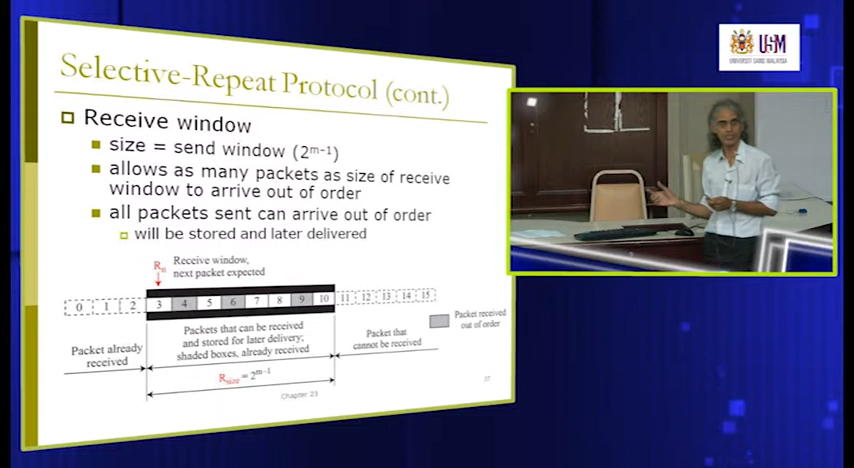 USM
UNIVERSITI SAINS MALAYSIA
Selective-Repeat Protocol (cont.)
Receive window
size = send window (2^m–1)
allows as many packets as size of receive
window to arrive out of order
all packets sent can arrive out of order
will be stored and later delivered
Rn
Receive window,
next packet expected
0 1 2 3 4 5 6 7 8 9 10 11 12 13 14 15
Packet already
received
Packets that can be received
and stored for later delivery;
shaded boxes, already received
Packet that
cannot be received
Packet received
out of order
Rsize = 2^m–1
Chapter 23
37